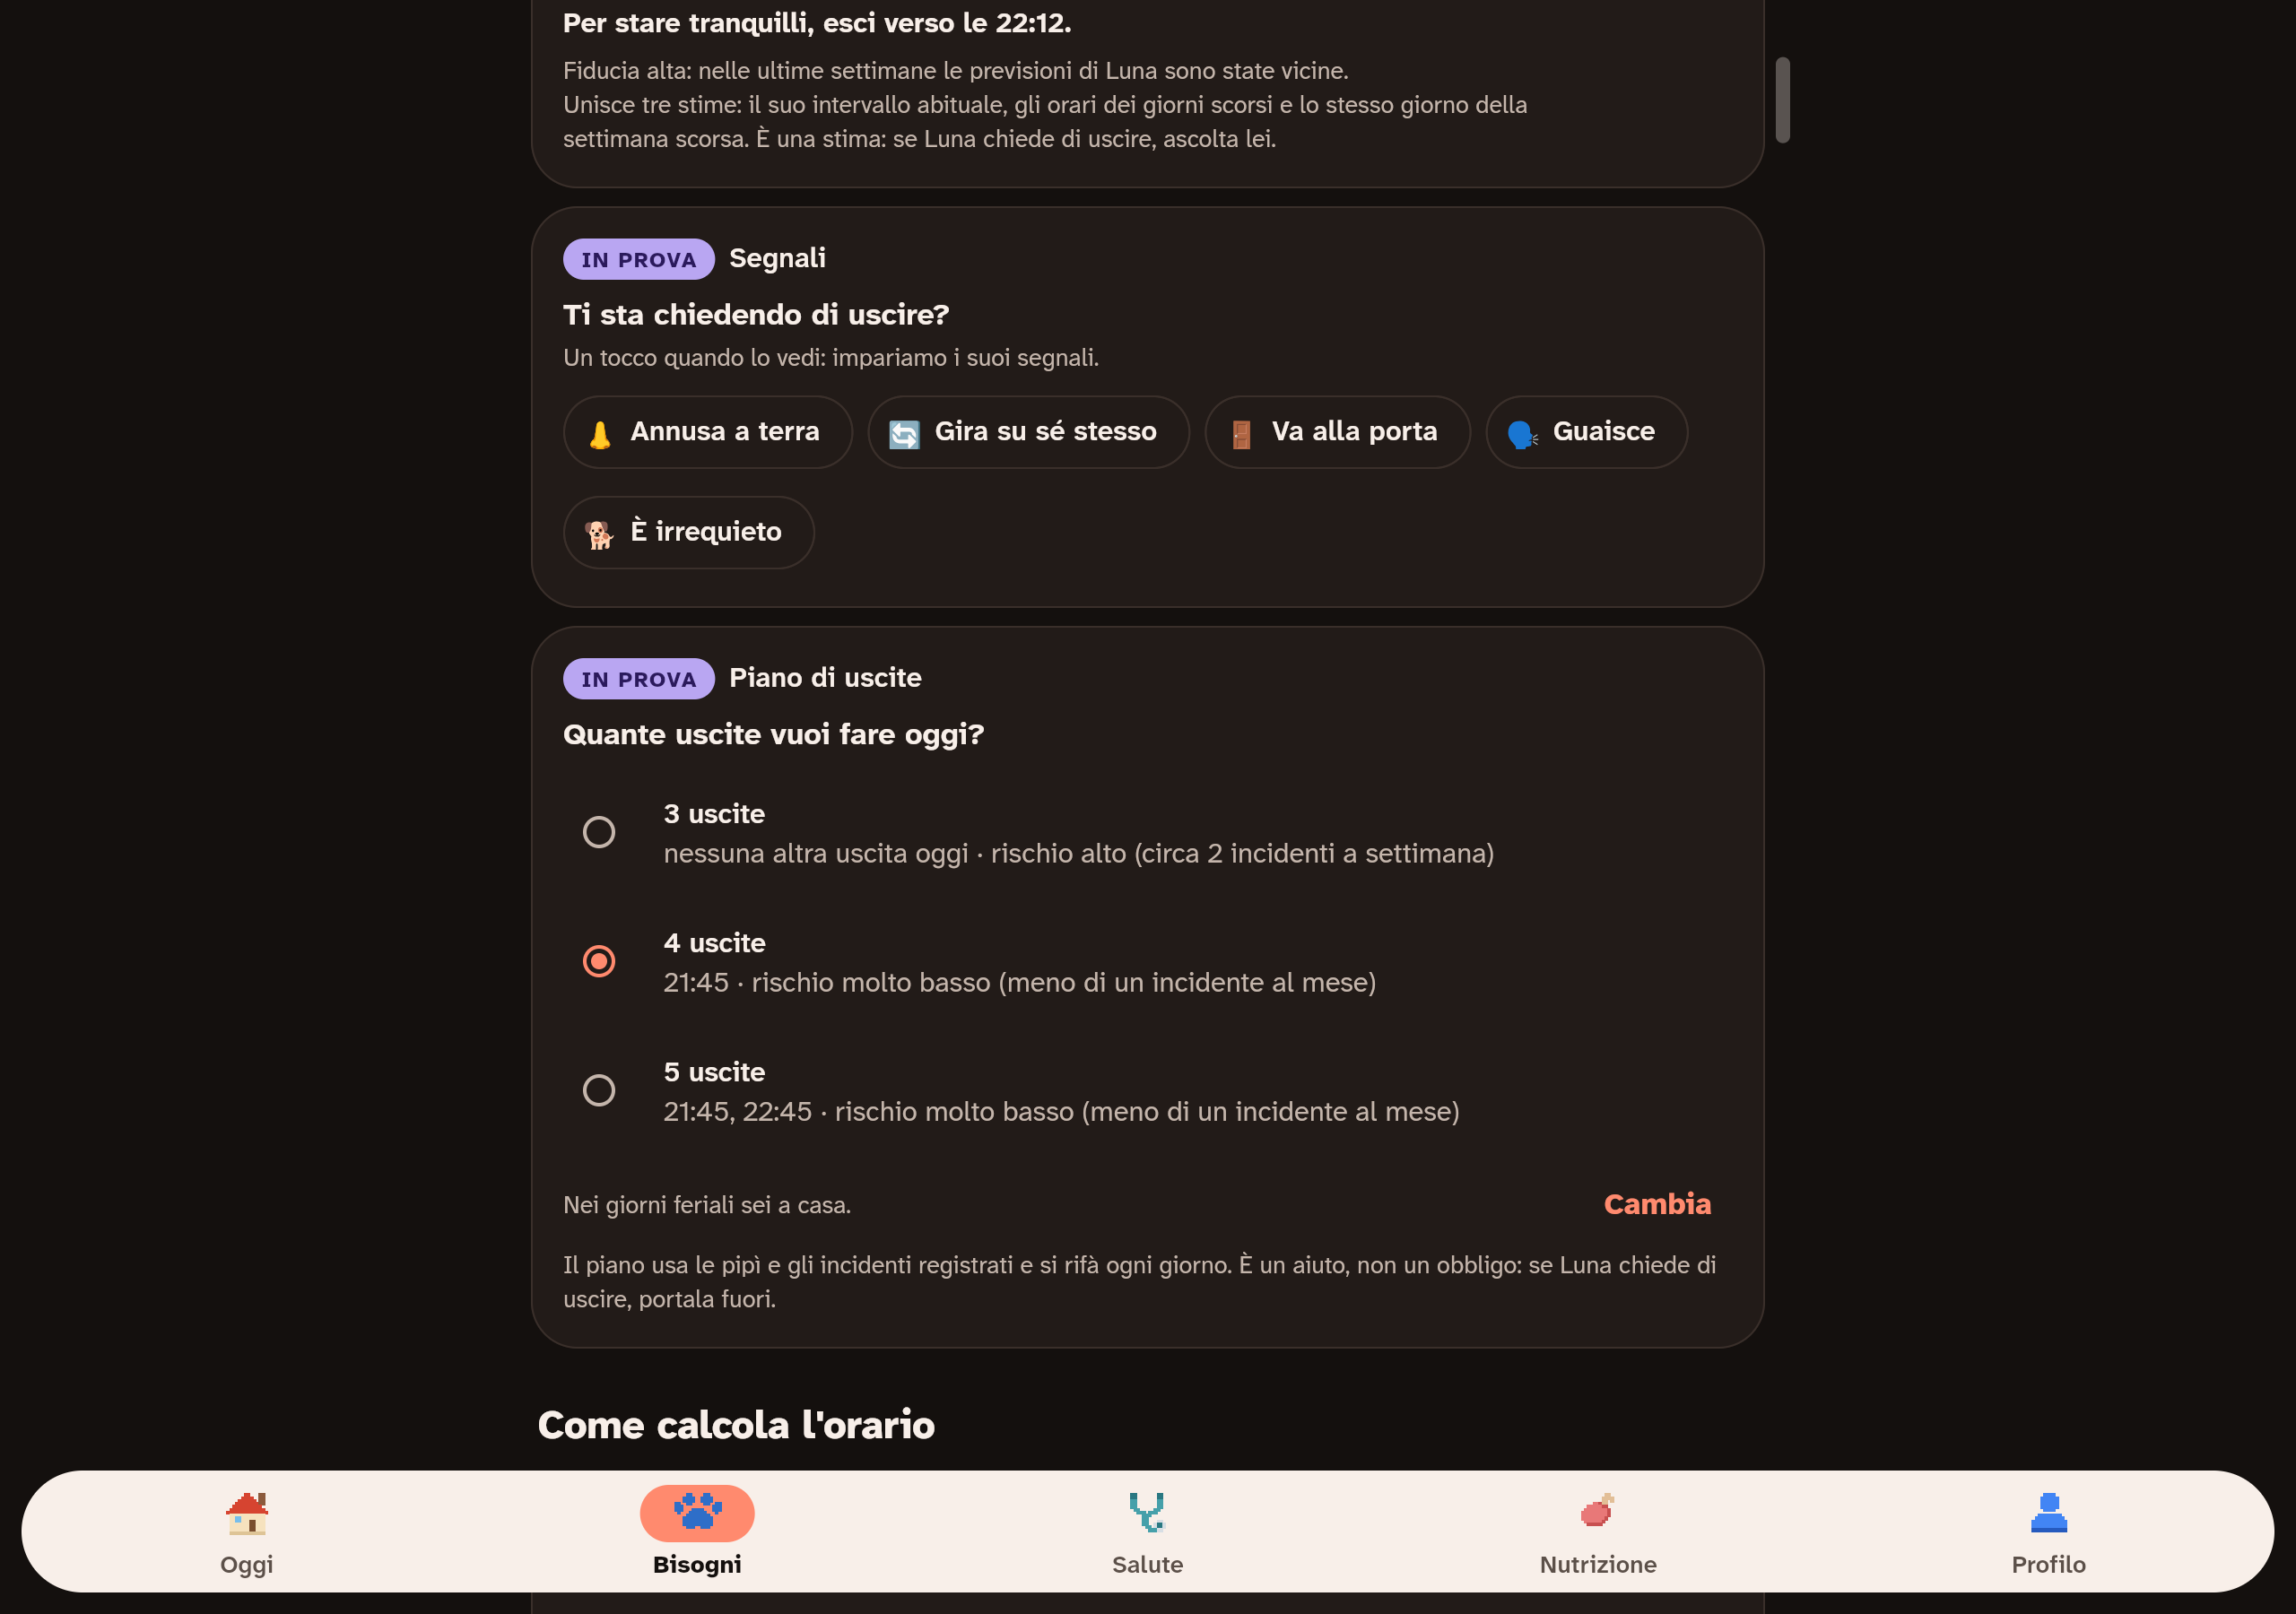 Per stare tranquilli, esci verso le 22:12.
Fiducia alta: nelle ultime settimane le previsioni di Luna sono state vicine.
Unisce tre stime: il suo intervallo abituale, gli orari dei giorni scorsi e lo stesso giorno della
settimana scorsa. È una stima: se Luna chiede di uscire, ascolta lei.
IN PROVA Segnali
Ti sta chiedendo di uscire?
Un tocco quando lo vedi: impariamo i suoi segnali.
Annusa a terra
Gira su sé stesso
Va alla porta
Guaisce
È irrequieto
IN PROVA Piano di uscite
Quante uscite vuoi fare oggi?
3 uscite
nessuna altra uscita oggi · rischio alto (circa 2 incidenti a settimana)
4 uscite
21:45 · rischio molto basso (meno di un incidente al mese)
5 uscite
21:45, 22:45 · rischio molto basso (meno di un incidente al mese)
Nei giorni feriali sei a casa.
Cambia
Il piano usa le pipì e gli incidenti registrati e si rifà ogni giorno. È un aiuto, non un obbligo: se Luna chiede di
uscire, portala fuori.
Come calcola l'orario
Oggi
Bisogni
Salute
Nutrizione
Profilo